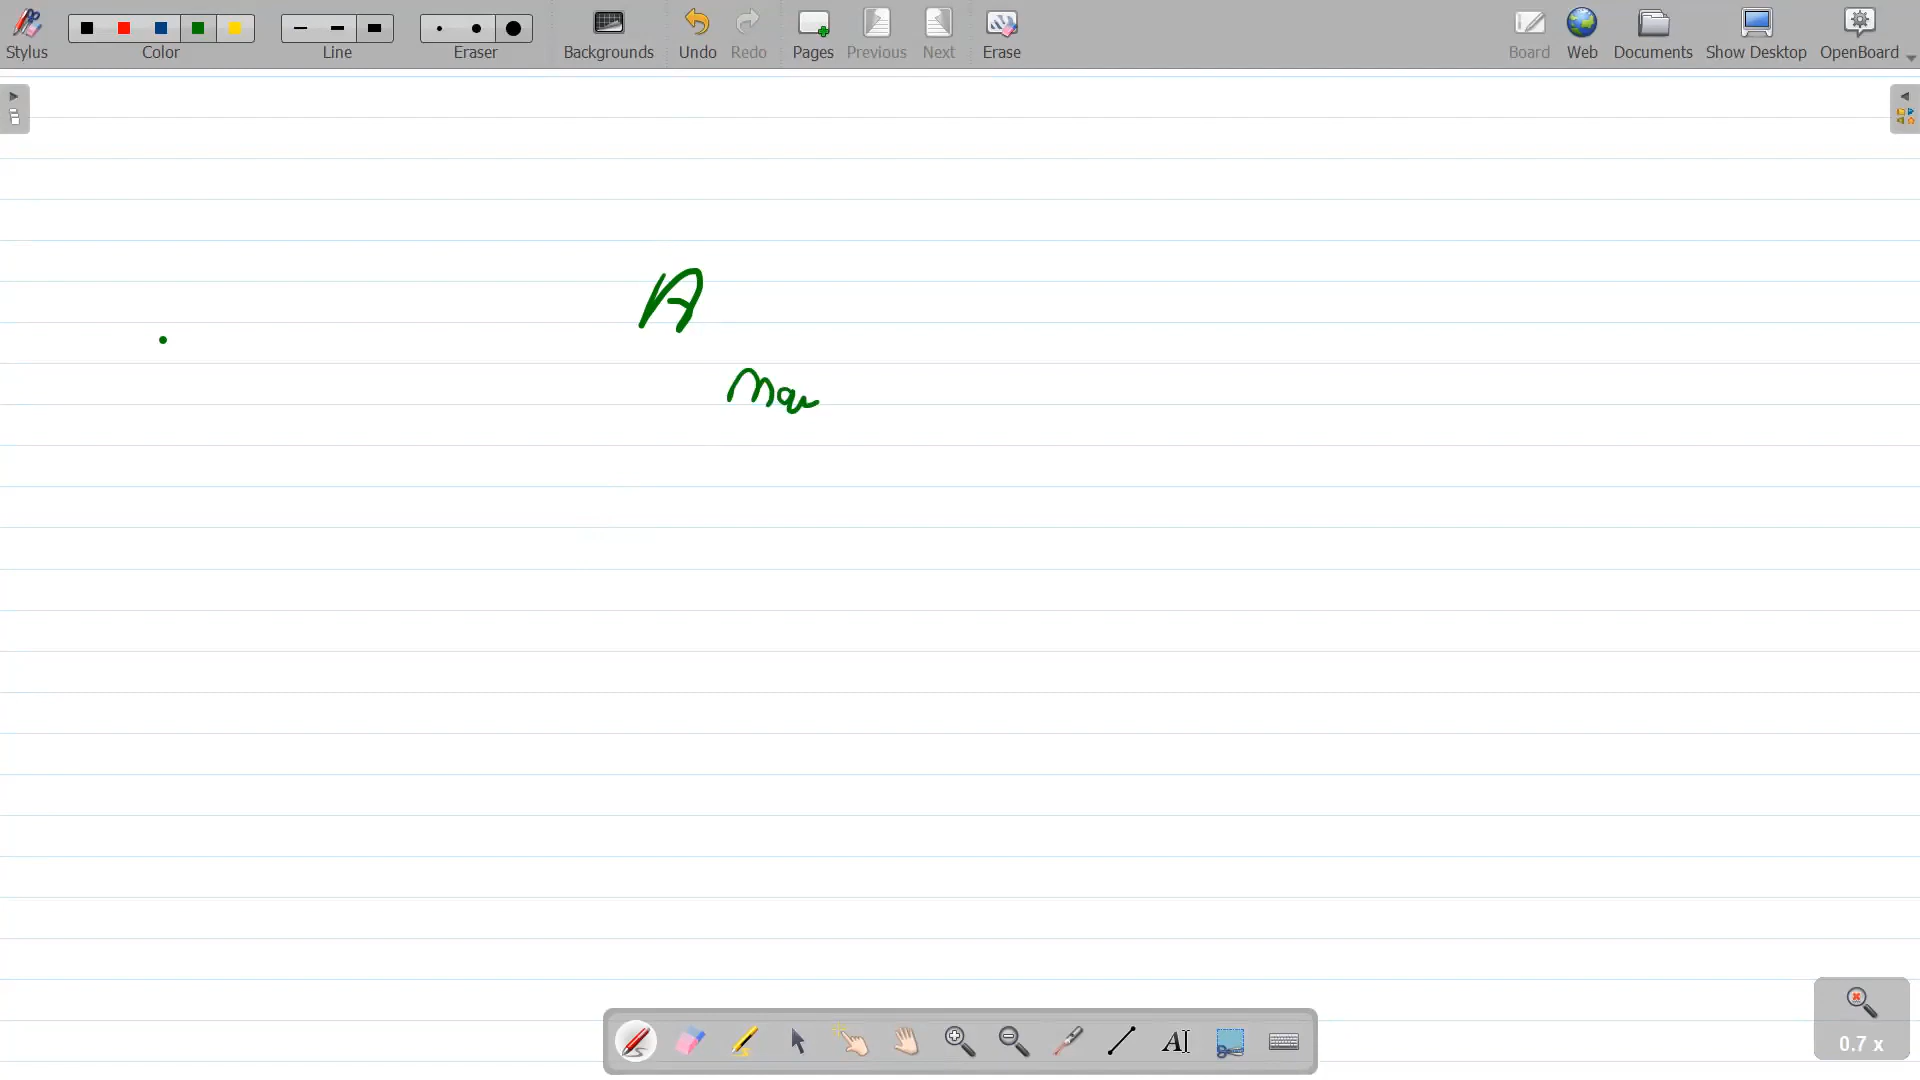 Stylus Color Line Eraser Backgrounds Undo Redo Pages Previous Next Erase Board Web Documents Show Desktop OpenBoard
A
AI
0.7 x